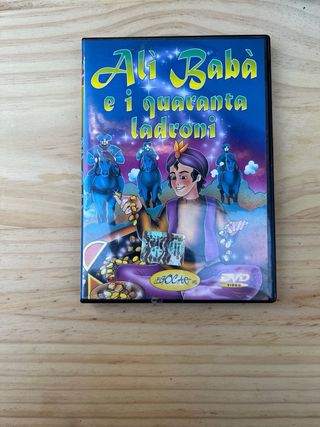 Alì Babà
e i quaranta
ladroni
DVD
VIDEO